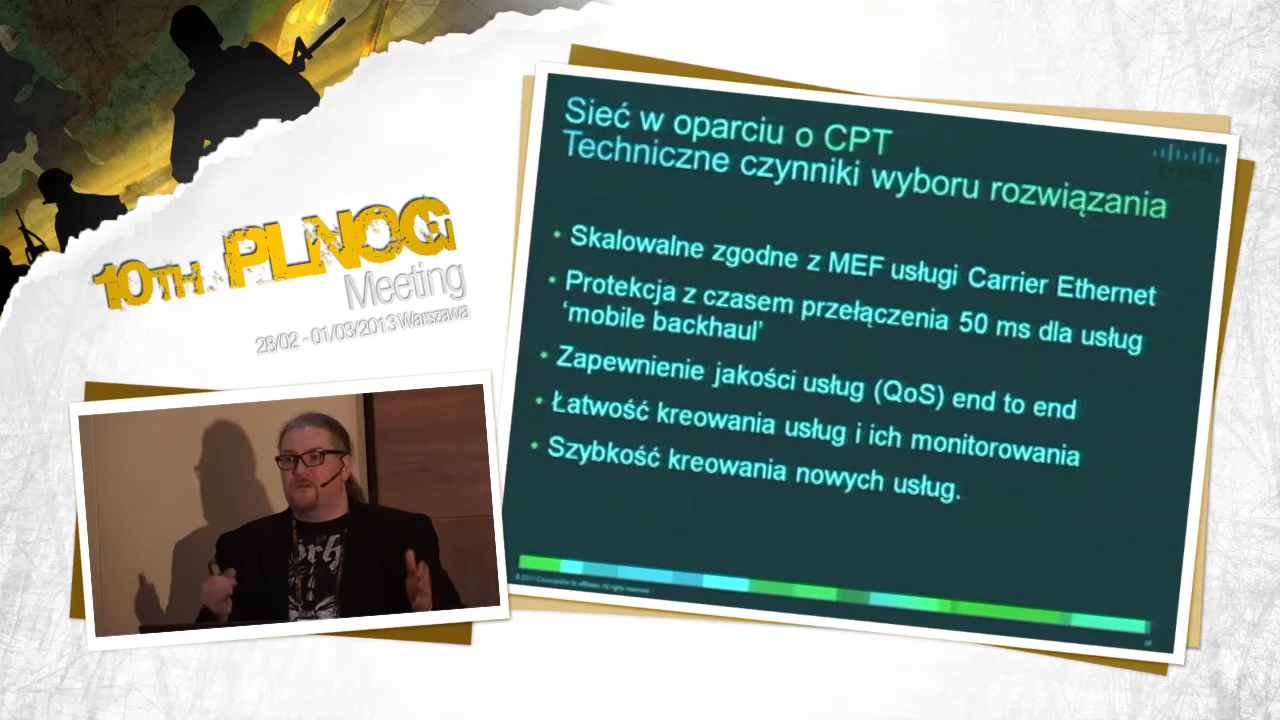 10TH PLNOG
Meeting
28/02 - 01/03/2013 Warszawa
Sieć w oparciu o CPT
Techniczne czynniki wyboru rozwiązania
• Skalowalne zgodne z MEF usługi Carrier Ethernet
• Protekcja z czasem przełączenia 50 ms dla usług
'mobile backhaul'
• Zapewnienie jakości usług (QoS) end to end
• Łatwość kreowania usług i ich monitorowania
• Szybkość kreowania nowych usług.